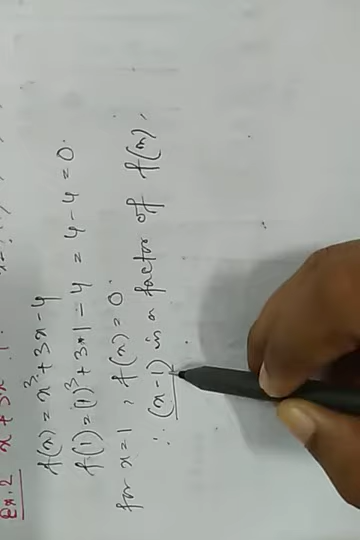 Ex. 2
f(x) = x³ + 3x - 4
f(1) = (1)³ + 3*1 - 4 = 4 - 4 = 0.
for x = 1, f(x) = 0.
∴ (x - 1) is a factor of f(x),